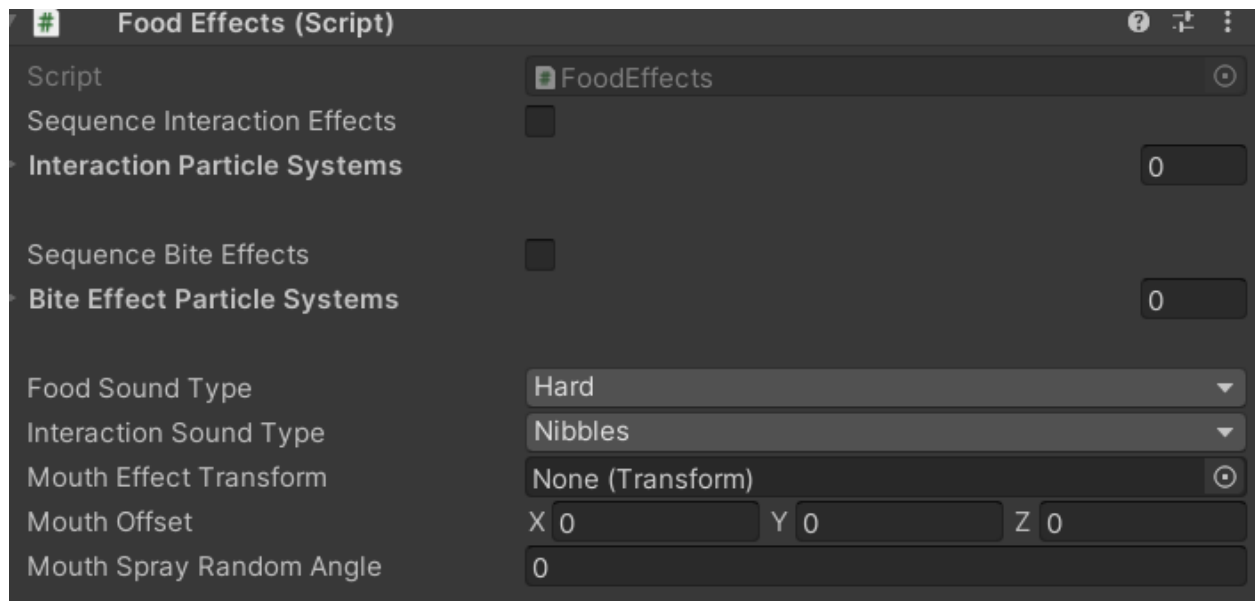 # Food Effects (Script)
Script # FoodEffects
Sequence Interaction Effects
Interaction Particle Systems 0
Sequence Bite Effects
Bite Effect Particle Systems 0
Food Sound Type Hard
Interaction Sound Type Nibbles
Mouth Effect Transform None (Transform)
Mouth Offset X 0 Y 0 Z 0
Mouth Spray Random Angle 0